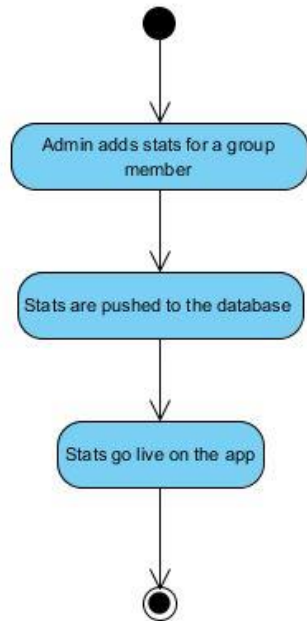 Admin adds stats for a group
member
Stats are pushed to the database
Stats go live on the app